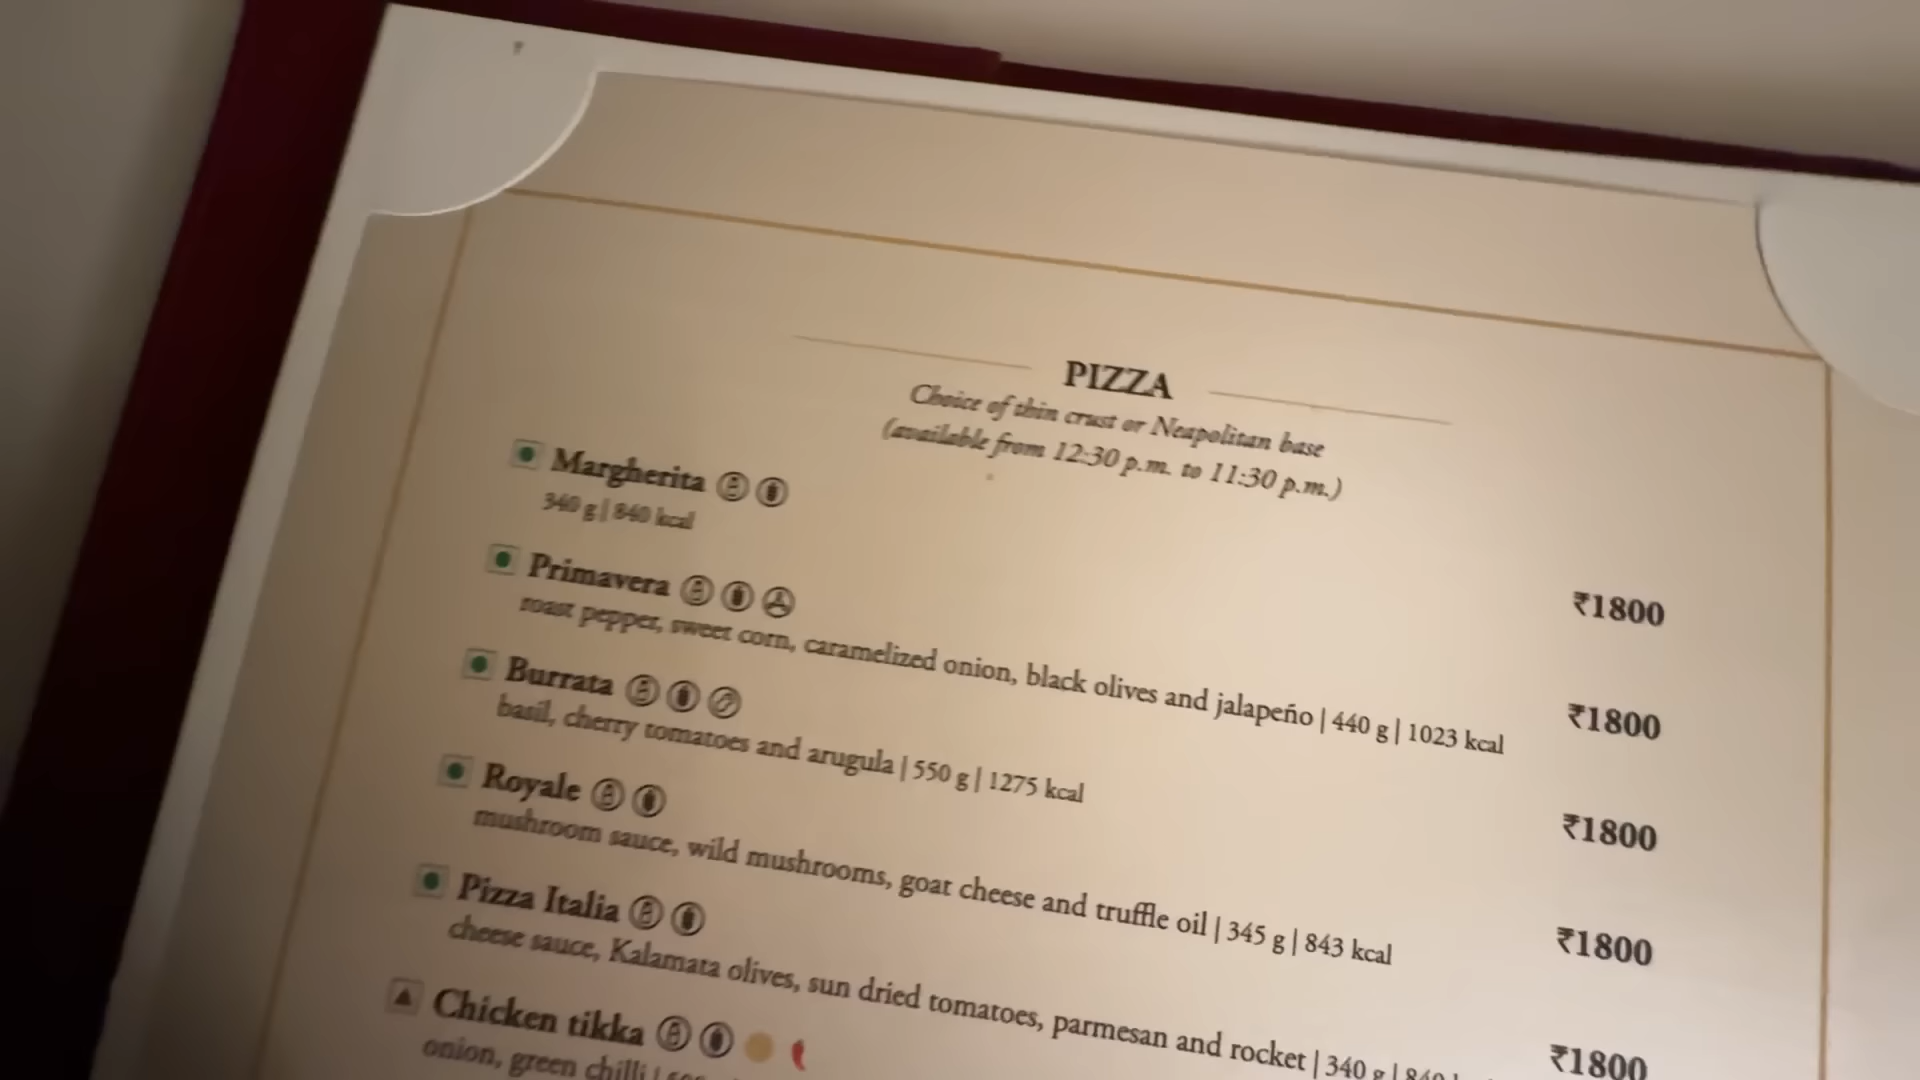 PIZZA
Choice of thin crust or Neapolitan base
(available from 12:30 p.m. to 11:30 p.m.)
Margherita
340 g | 840 kcal
₹1800
Primavera
roast pepper, sweet corn, caramelized onion, black olives and jalapeño | 440 g | 1023 kcal
₹1800
Burrata
basil, cherry tomatoes and arugula | 550 g | 1275 kcal
₹1800
Royale
mushroom sauce, wild mushrooms, goat cheese and truffle oil | 345 g | 843 kcal
₹1800
Pizza Italia
cheese sauce, Kalamata olives, sun dried tomatoes, parmesan and rocket | 340 g |
₹1800
Chicken tikka
onion, green chilli |